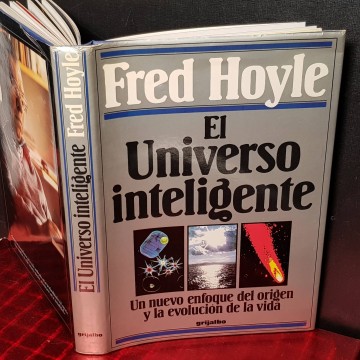 Fred Hoyle
El
Universo
inteligente
Un nuevo enfoque del origen
y la evolución de la vida
grijalbo
El Universo inteligente Fred Hoyle
grijalbo